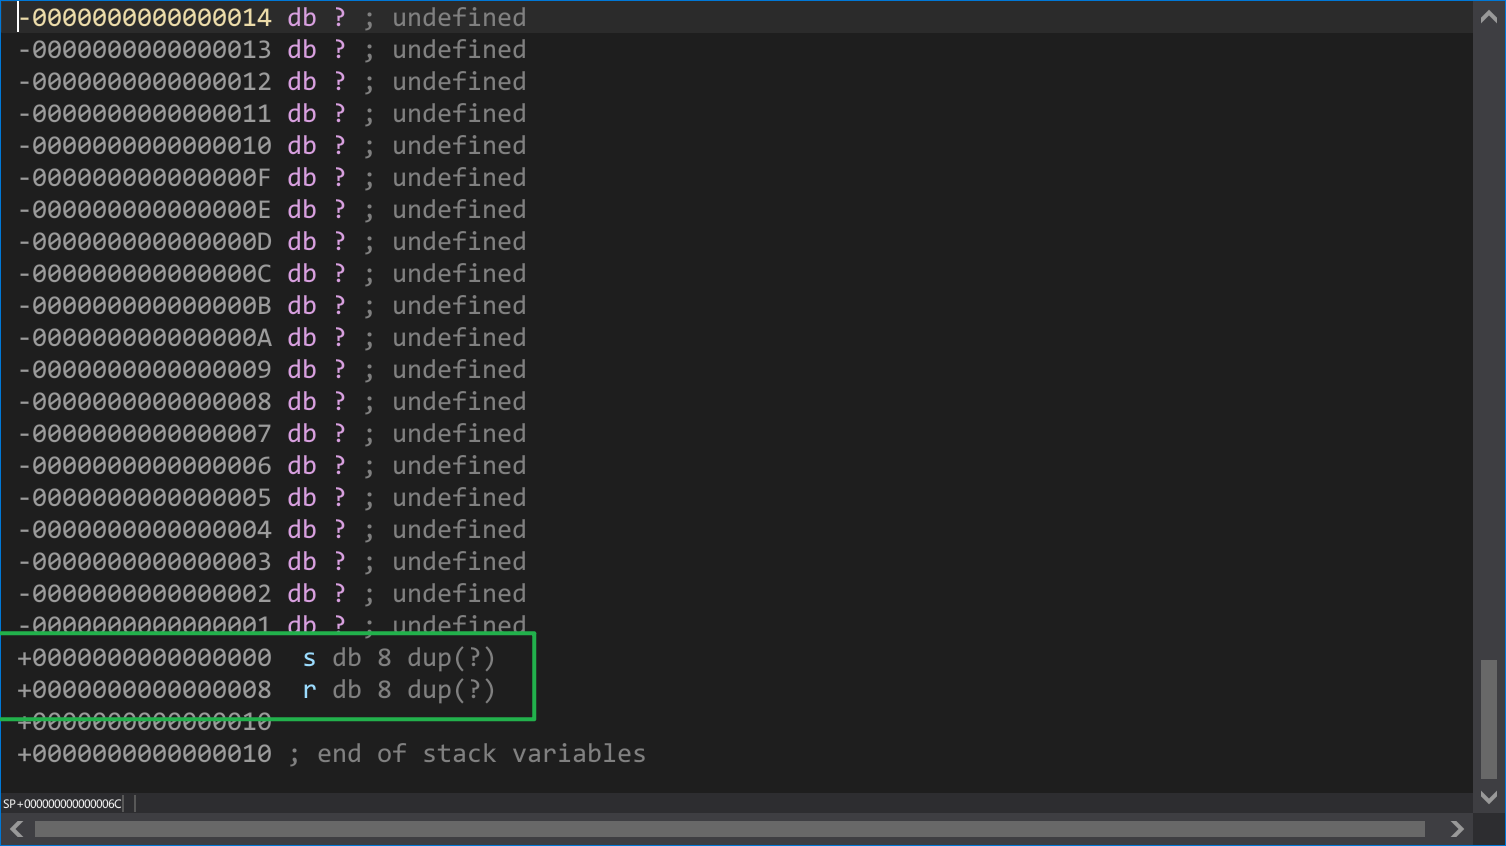 -0000000000000014 db ? ; undefined
-0000000000000013 db ? ; undefined
-0000000000000012 db ? ; undefined
-0000000000000011 db ? ; undefined
-0000000000000010 db ? ; undefined
-000000000000000F db ? ; undefined
-000000000000000E db ? ; undefined
-000000000000000D db ? ; undefined
-000000000000000C db ? ; undefined
-000000000000000B db ? ; undefined
-000000000000000A db ? ; undefined
-0000000000000009 db ? ; undefined
-0000000000000008 db ? ; undefined
-0000000000000007 db ? ; undefined
-0000000000000006 db ? ; undefined
-0000000000000005 db ? ; undefined
-0000000000000004 db ? ; undefined
-0000000000000003 db ? ; undefined
-0000000000000002 db ? ; undefined
-0000000000000001 db ? ; undefined
+0000000000000000  s db 8 dup(?)
+0000000000000008  r db 8 dup(?)
+0000000000000010
+0000000000000010 ; end of stack variables
SP+000000000000006C